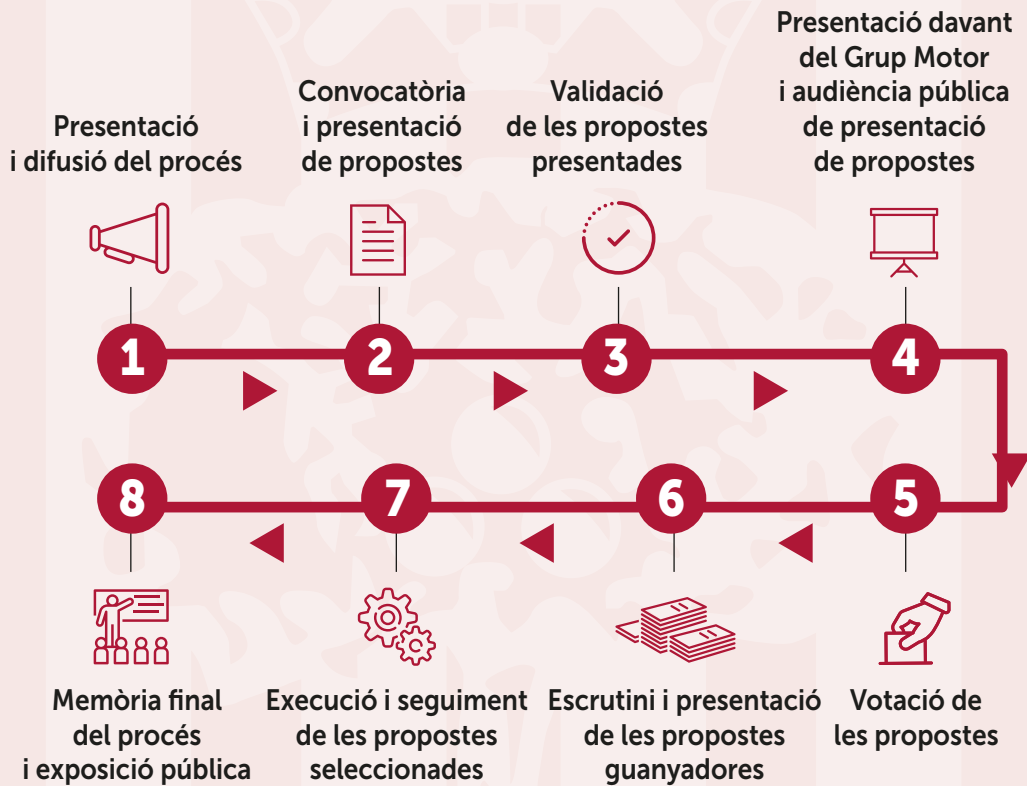 Presentació
i difusió del procés
1
Convocatòria
i presentació
de propostes
2
Validació
de les propostes
presentades
3
Presentació davant
del Grup Motor
i audiència pública
de presentació
de propostes
4
5
Votació de
les propostes
6
Escrutini i presentació
de les propostes
guanyadores
7
Execució i seguiment
de les propostes
seleccionades
8
Memòria final
del procés
i exposició pública